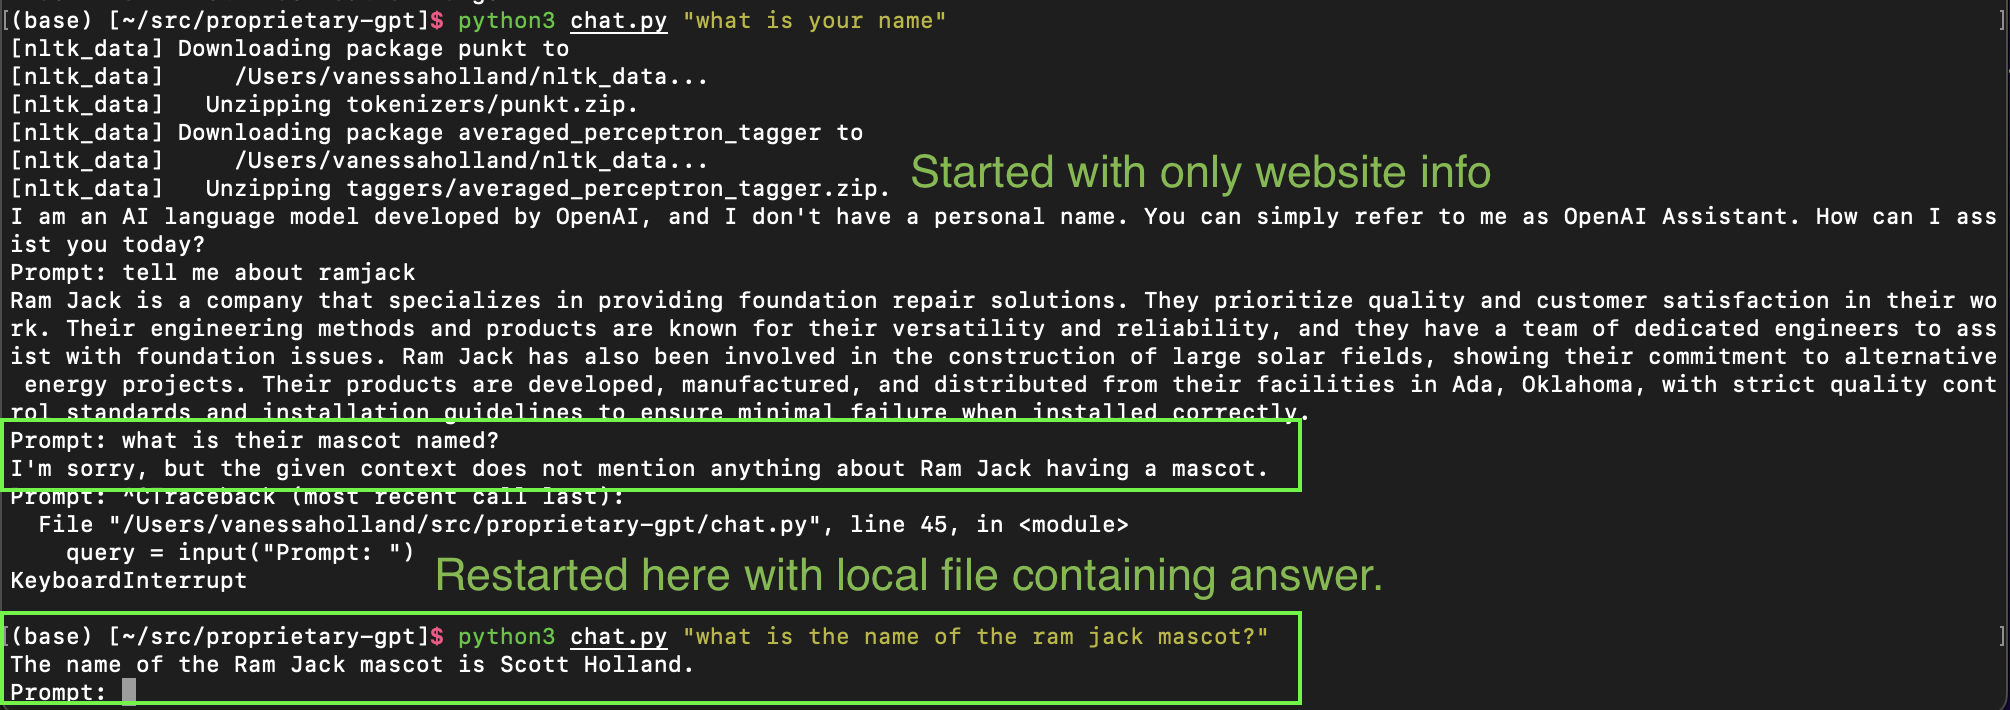 [(base) [~/src/proprietary-gpt]$ python3 chat.py "what is your name" ]
[nltk_data] Downloading package punkt to
[nltk_data]     /Users/vanessaholland/nltk_data...
[nltk_data]   Unzipping tokenizers/punkt.zip.
[nltk_data] Downloading package averaged_perceptron_tagger to
[nltk_data]     /Users/vanessaholland/nltk_data...
Started with only website info
[nltk_data]   Unzipping taggers/averaged_perceptron_tagger.zip.
I am an AI language model developed by OpenAI, and I don't have a personal name. You can simply refer to me as OpenAI Assistant. How can I ass
ist you today?
Prompt: tell me about ramjack
Ram Jack is a company that specializes in providing foundation repair solutions. They prioritize quality and customer satisfaction in their wo
rk. Their engineering methods and products are known for their versatility and reliability, and they have a team of dedicated engineers to ass
ist with foundation issues. Ram Jack has also been involved in the construction of large solar fields, showing their commitment to alternative
 energy projects. Their products are developed, manufactured, and distributed from their facilities in Ada, Oklahoma, with strict quality cont
rol standards and installation guidelines to ensure minimal failure when installed correctly.
Prompt: what is their mascot named?
I'm sorry, but the given context does not mention anything about Ram Jack having a mascot.
Prompt: ^CTraceback (most recent call last):
  File "/Users/vanessaholland/src/proprietary-gpt/chat.py", line 45, in <module>
    query = input("Prompt: ")
KeyboardInterrupt
Restarted here with local file containing answer.
[(base) [~/src/proprietary-gpt]$ python3 chat.py "what is the name of the ram jack mascot?" ]
The name of the Ram Jack mascot is Scott Holland.
Prompt: